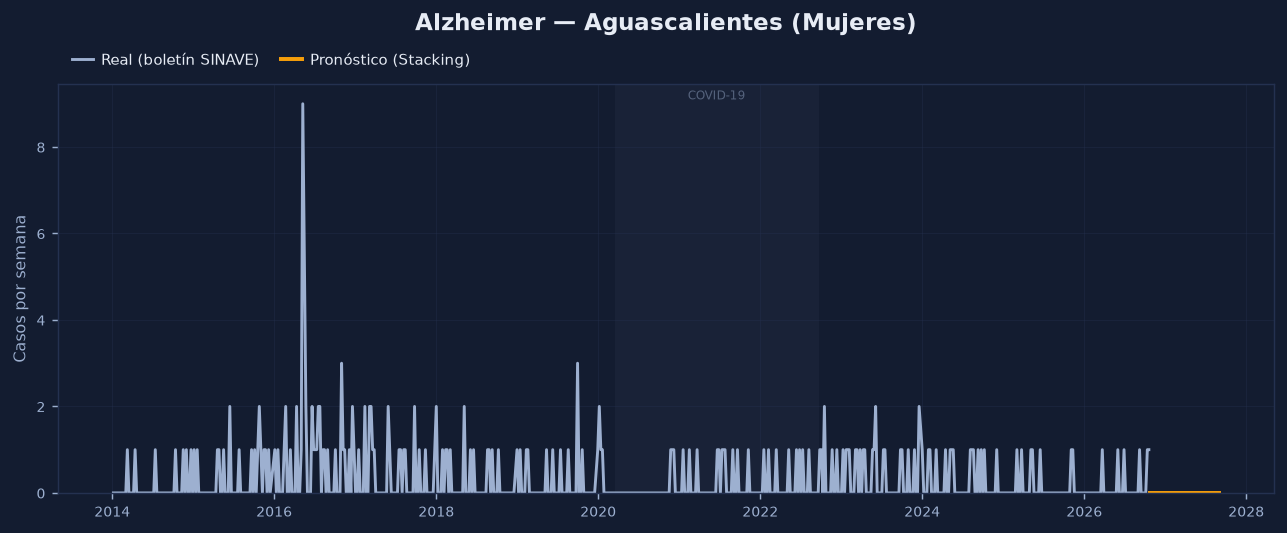 Alzheimer — Aguascalientes (Mujeres)
Real (boletín SINAVE)
Pronóstico (Stacking)
COVID-19
Casos por semana
8
6
4
2
0
2014
2016
2018
2020
2022
2024
2026
2028